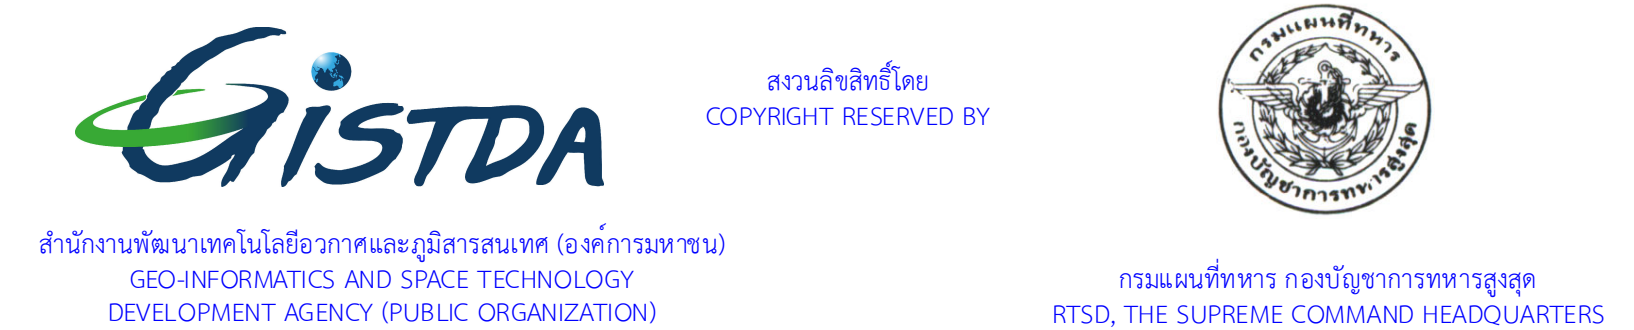 GISTDA
สำนักงานพัฒนาเทคโนโลยีอวกาศและภูมิสารสนเทศ (องค์การมหาชน)
GEO-INFORMATICS AND SPACE TECHNOLOGY
DEVELOPMENT AGENCY (PUBLIC ORGANIZATION)
สงวนลิขสิทธิ์โดย
COPYRIGHT RESERVED BY
กรมแผนที่ทหาร
กองบัญชาการทหารสูงสุด
กรมแผนที่ทหาร กองบัญชาการทหารสูงสุด
RTSD, THE SUPREME COMMAND HEADQUARTERS